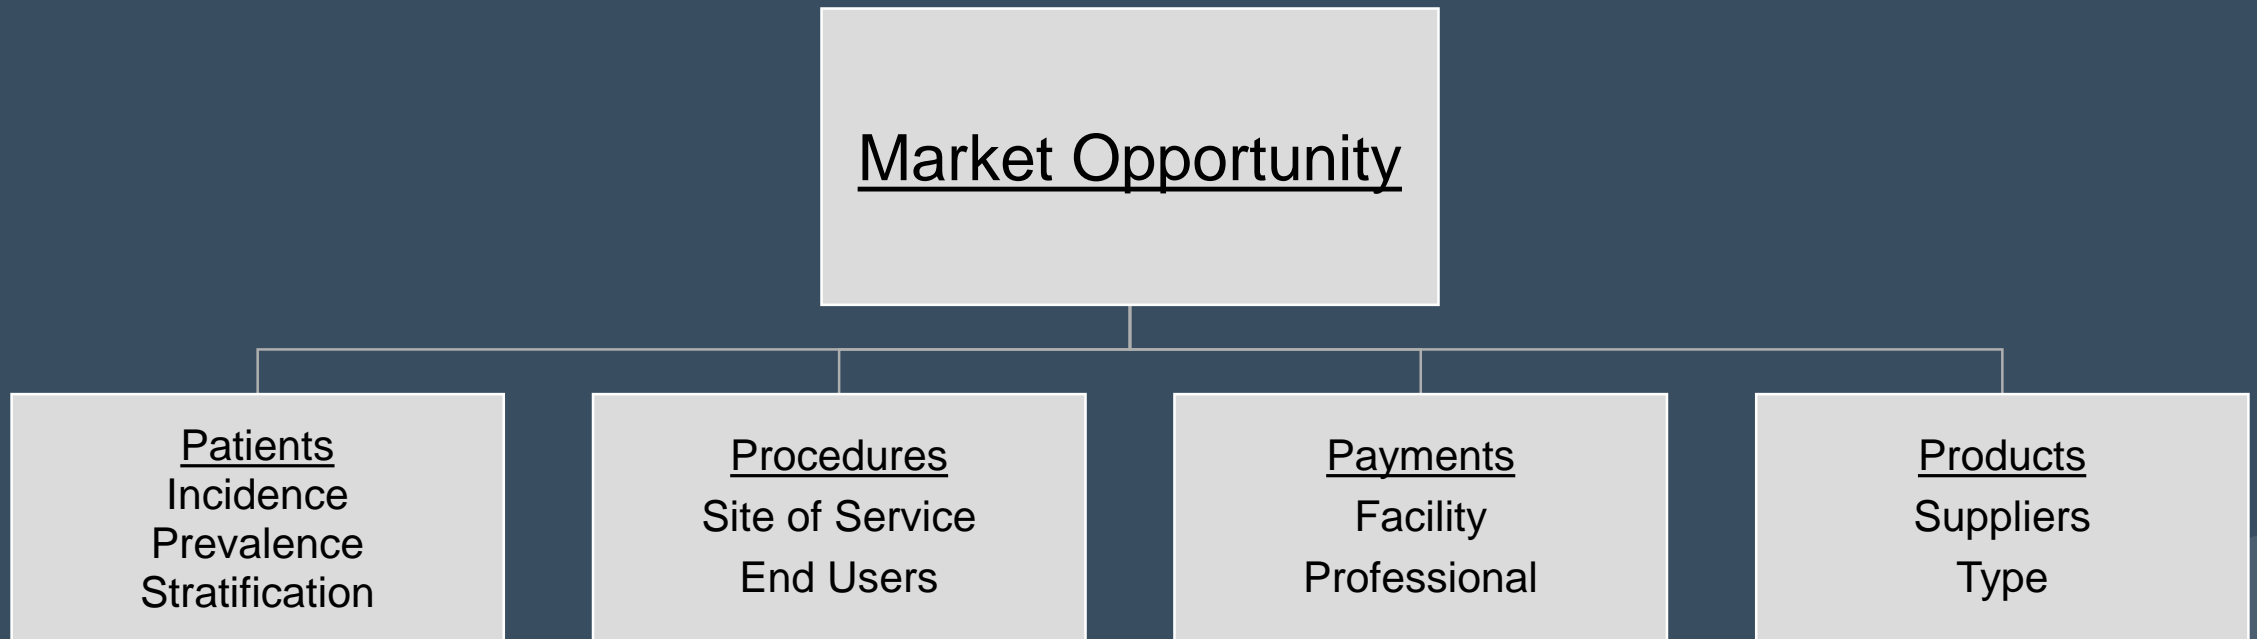 Market Opportunity
Patients
Incidence
Prevalence
Stratification
Procedures
Site of Service
End Users
Payments
Facility
Professional
Products
Suppliers
Type